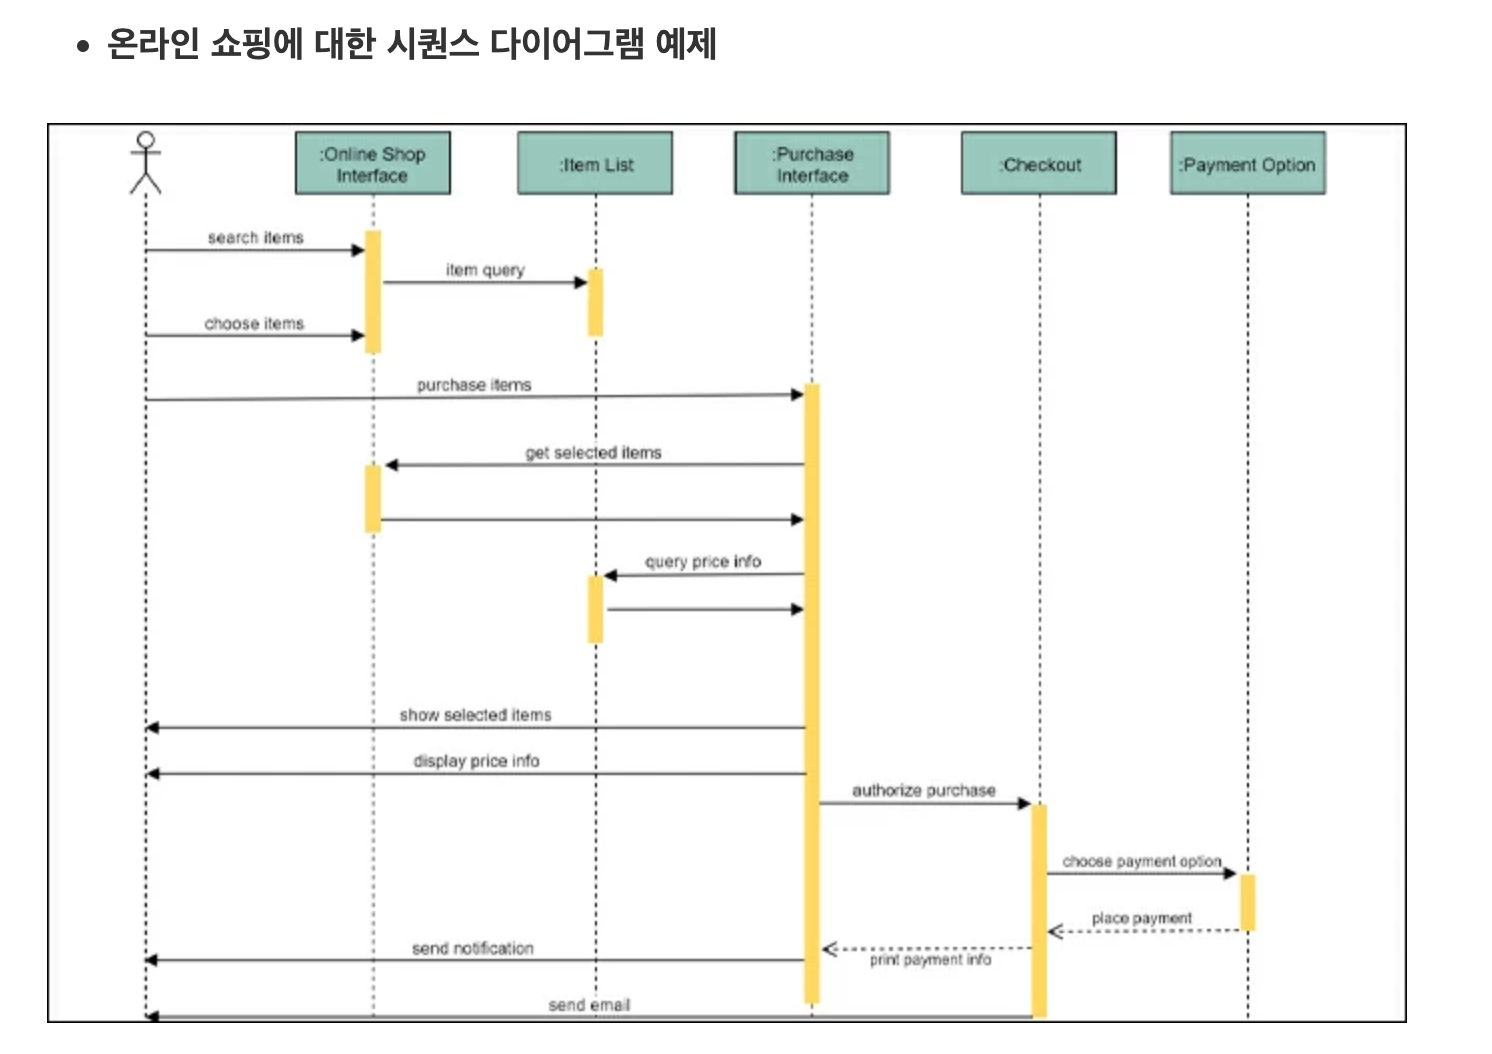 온라인 쇼핑에 대한 시퀀스 다이어그램 예제
:Online Shop
Interface
:Item List
:Purchase
Interface
:Checkout
:Payment Option
search items
item query
choose items
purchase items
get selected items
query price info
show selected items
display price info
authorize purchase
choose payment option
place payment
send notification
print payment info
send email